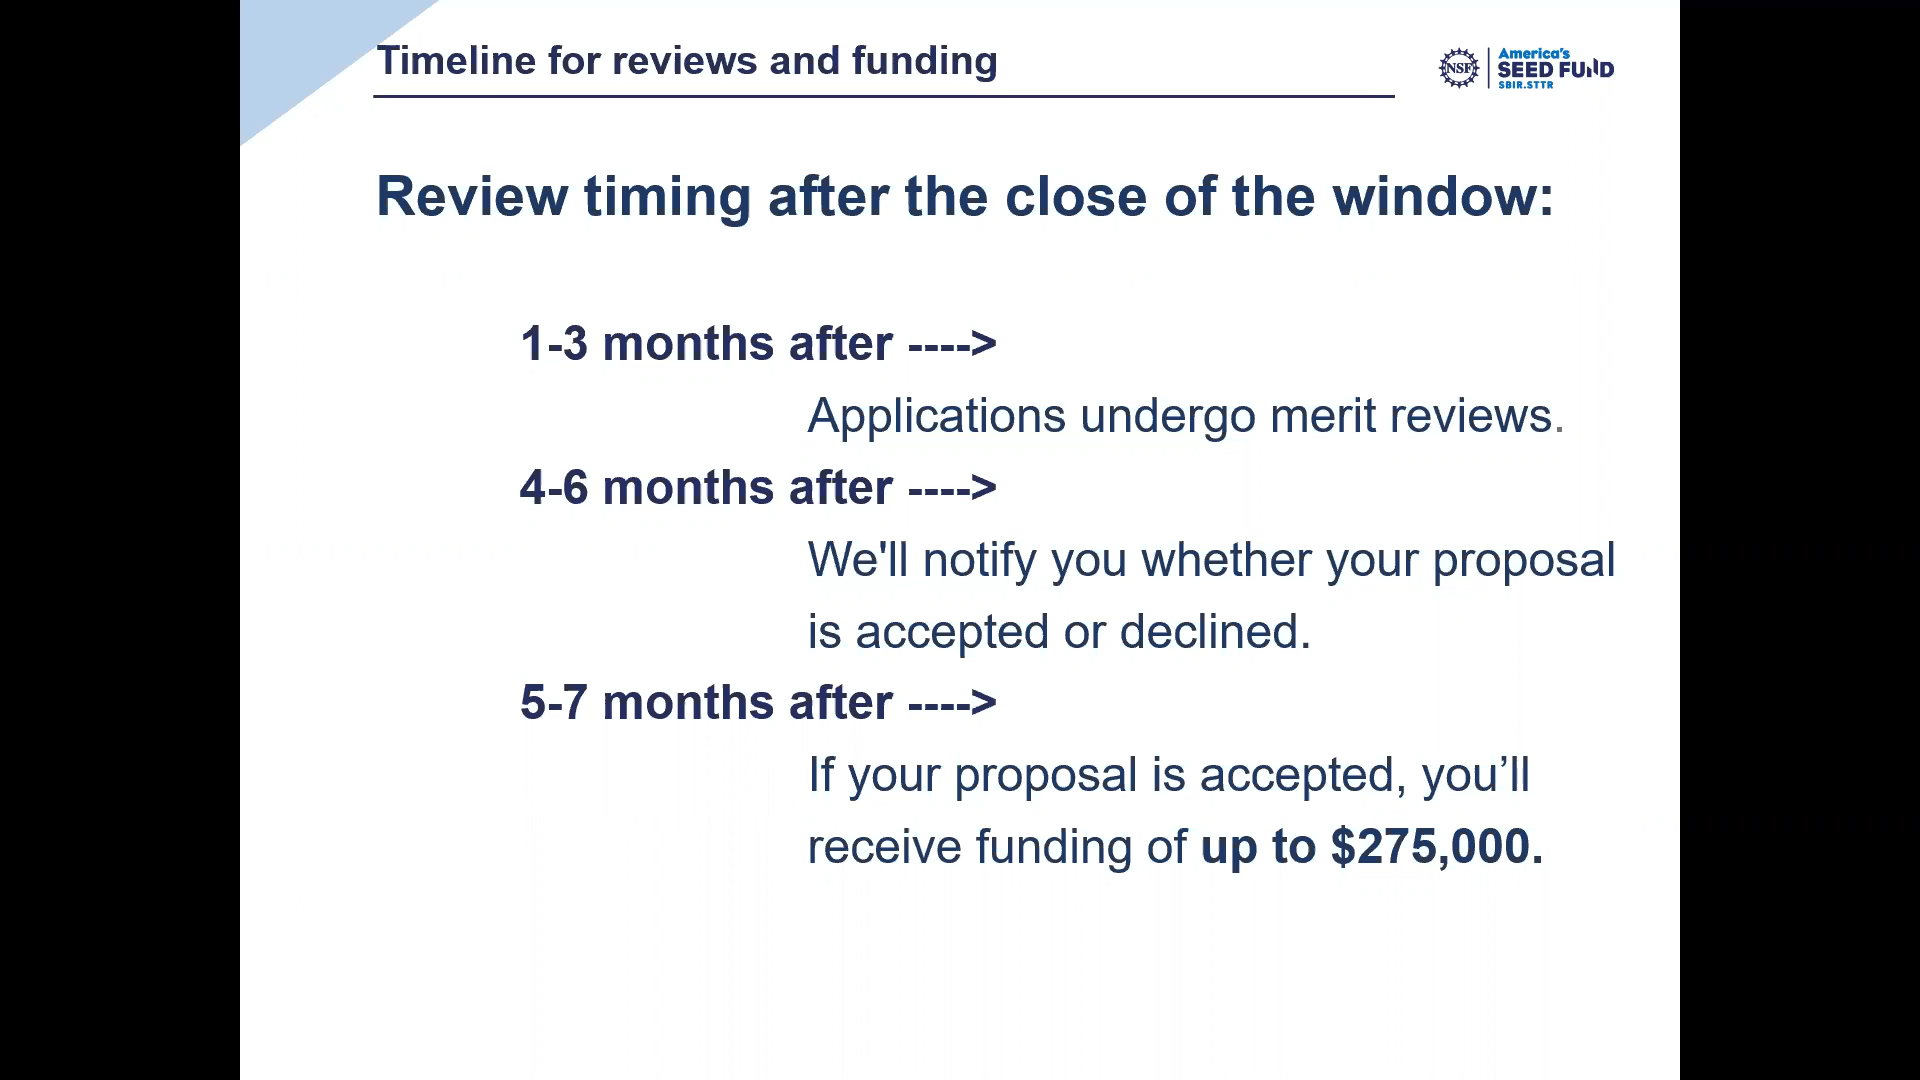 Timeline for reviews and funding
NSF
America's
SEED FUND
SBIR.STTR
Review timing after the close of the window:
1-3 months after ---->
Applications undergo merit reviews.
4-6 months after ---->
We'll notify you whether your proposal
is accepted or declined.
5-7 months after ---->
If your proposal is accepted, you’ll
receive funding of up to $275,000.